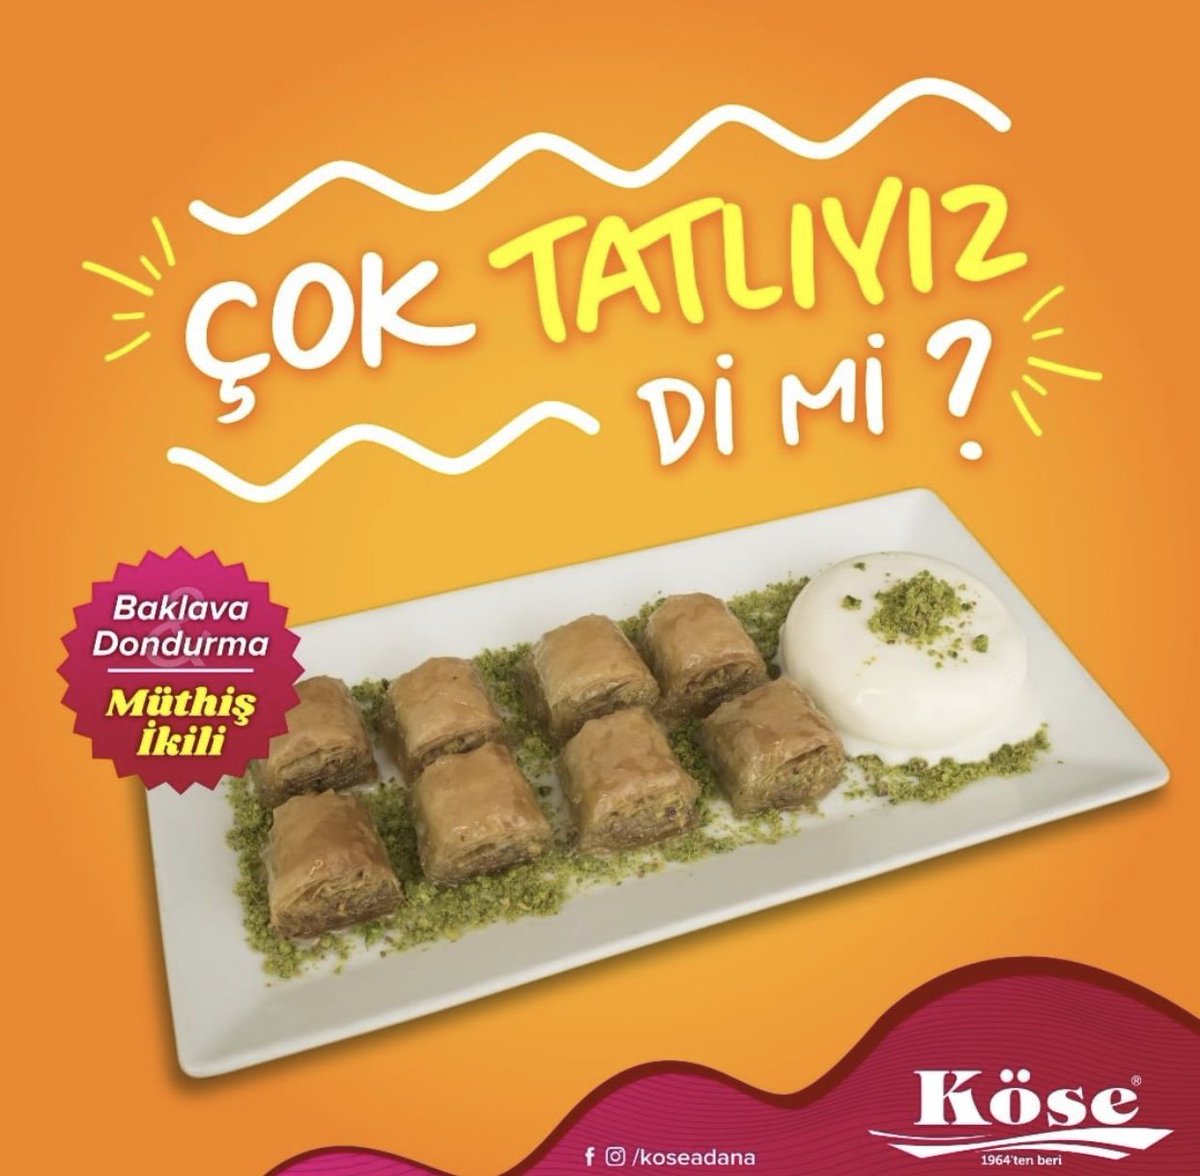 ÇOK TATLIYIZ
Dİ Mİ ?
Baklava
&
Dondurma
Müthiş
İkili
Köse®
1964'ten beri
/koseadana